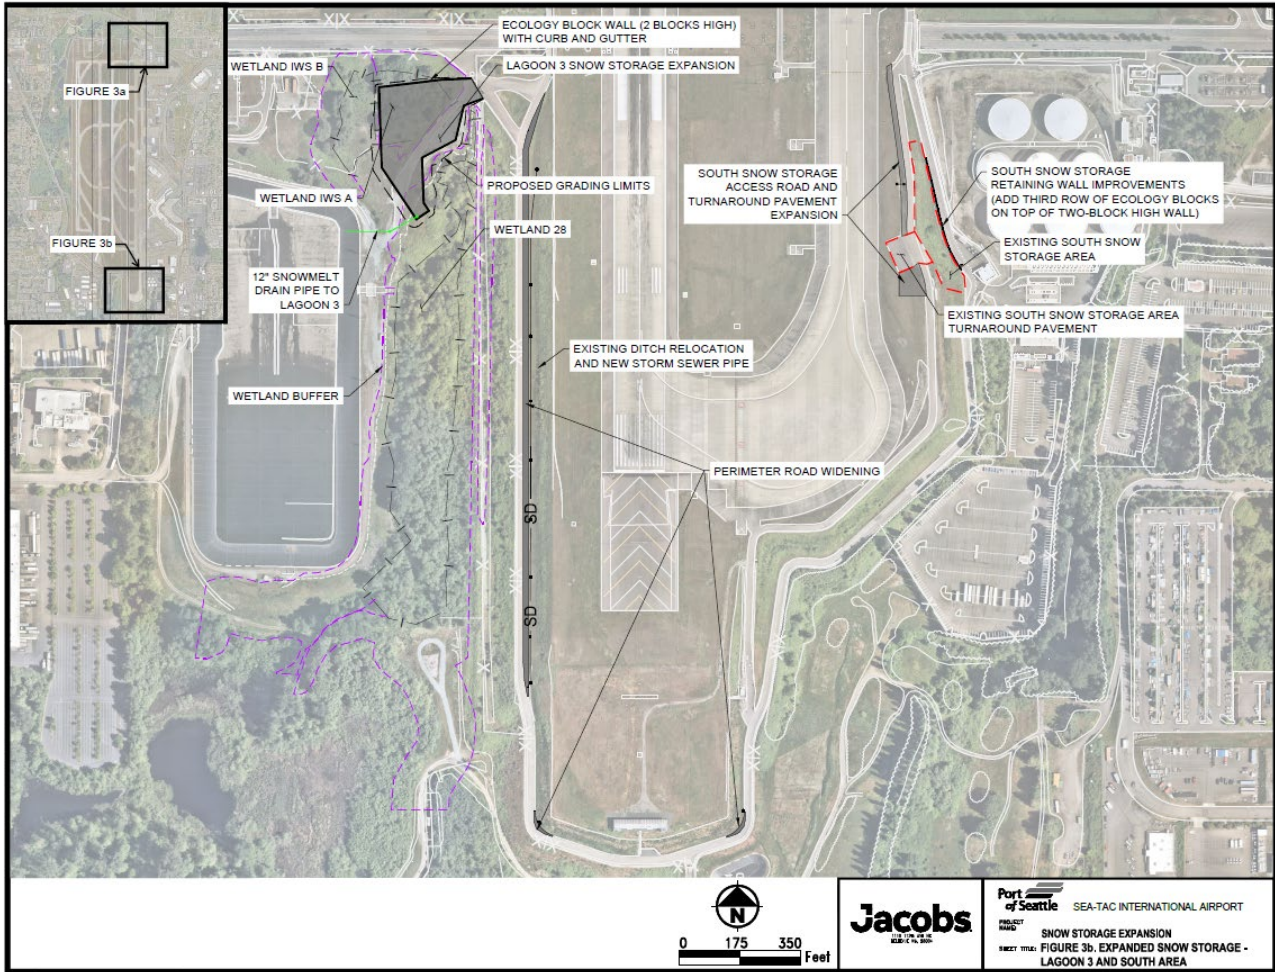 FIGURE 3a
FIGURE 3b
ECOLOGY BLOCK WALL (2 BLOCKS HIGH)
WITH CURB AND GUTTER
WETLAND IWS B
LAGOON 3 SNOW STORAGE EXPANSION
WETLAND IWS A
PROPOSED GRADING LIMITS
WETLAND 28
12" SNOWMELT
DRAIN PIPE TO
LAGOON 3
WETLAND BUFFER
EXISTING DITCH RELOCATION
AND NEW STORM SEWER PIPE
SOUTH SNOW STORAGE
ACCESS ROAD AND
TURNAROUND PAVEMENT
EXPANSION
SOUTH SNOW STORAGE
RETAINING WALL IMPROVEMENTS
(ADD THIRD ROW OF ECOLOGY BLOCKS
ON TOP OF TWO-BLOCK HIGH WALL)
EXISTING SOUTH SNOW
STORAGE AREA
EXISTING SOUTH SNOW STORAGE AREA
TURNAROUND PAVEMENT
PERIMETER ROAD WIDENING
SD
SD
N
0 175 350
Feet
Jacobs
Port
of Seattle
SEA-TAC INTERNATIONAL AIRPORT
PROJECT
NAME:
SNOW STORAGE EXPANSION
SHEET TITLE: FIGURE 3b. EXPANDED SNOW STORAGE -
LAGOON 3 AND SOUTH AREA